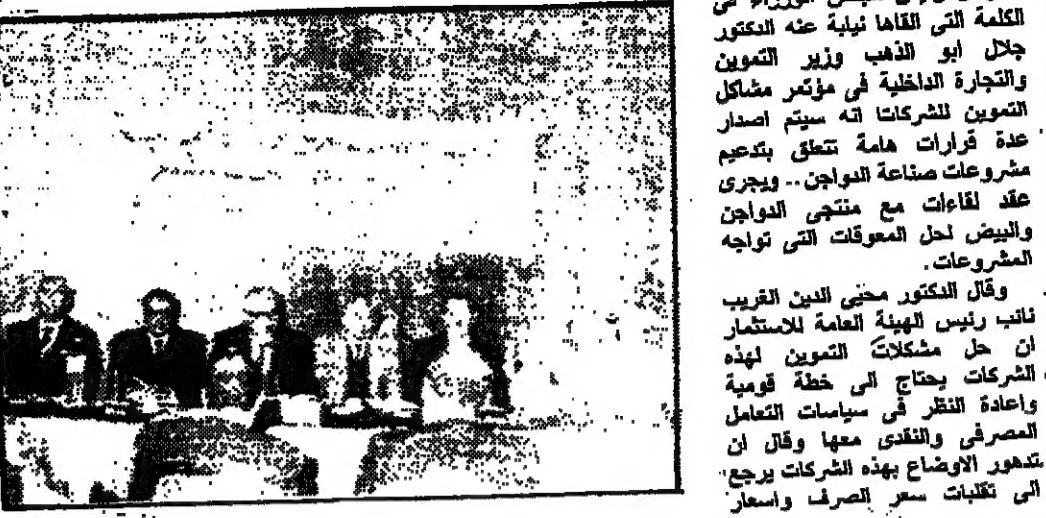 مجلس الوزراء فى
الكلمة التى القاها نيابة عنه الدكتور
جلال ابو الذهب وزير التموين
والتجارة الداخلية فى مؤتمر مشاكل
التموين للشركات انه سيتم اصدار
عدة قرارات هامة تتعلق بتدعيم
مشروعات صناعة الدواجن .. ويجرى
عقد لقاءات مع منتجى الدواجن
والبيض لحل المعوقات التى تواجه
المشروعات .
وقال الدكتور محيى الدين الغريب
نائب رئيس الهيئة العامة للاستثمار
ان حل مشكلات التموين لهذه
الشركات يحتاج الى خطة قومية
واعادة النظر فى سياسات التعامل
المصرفى والنقدى معها وقال ان
تدهور الاوضاع بهذه الشركات يرجع
الى تقلبات سعر الصرف واسعار